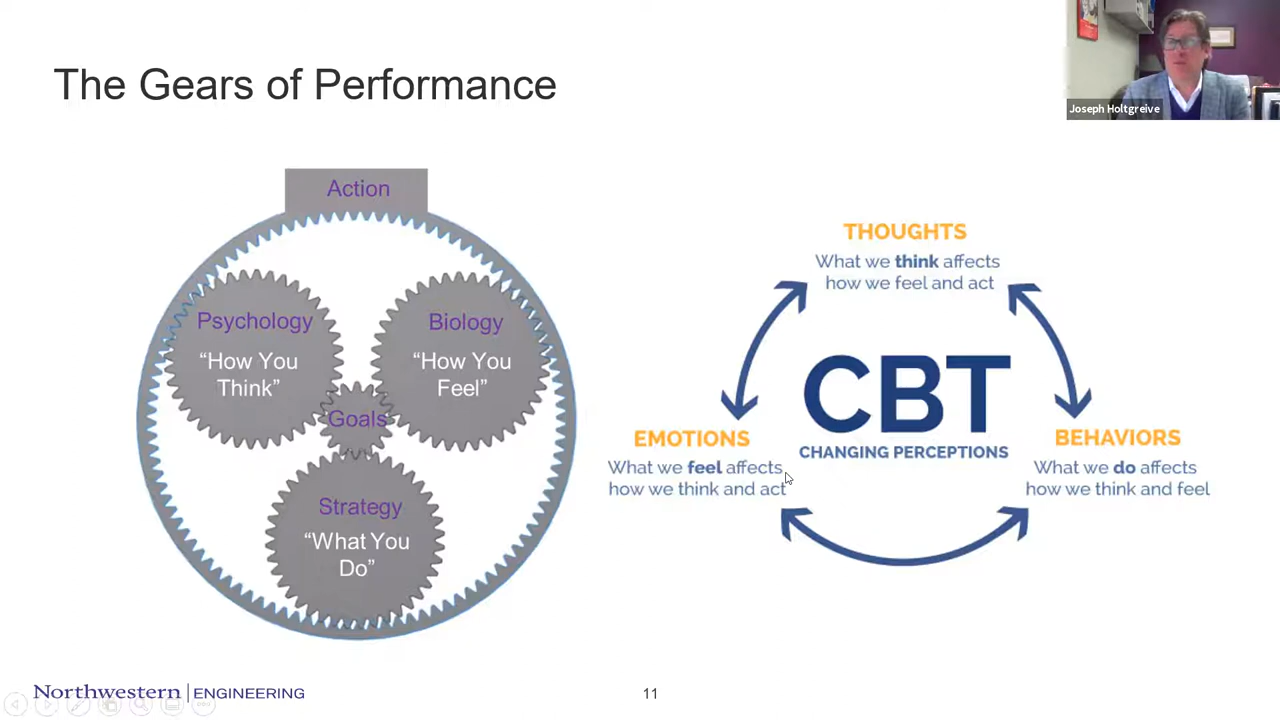 The Gears of Performance
Joseph Holtgreive
Action
Psychology
“How You
Think”
Biology
“How You
Feel”
Goals
Strategy
“What You
Do”
THOUGHTS
What we think affects
how we feel and act
CBT
CHANGING PERCEPTIONS
EMOTIONS
What we feel affects
how we think and act
BEHAVIORS
What we do affects
how we think and feel
Northwestern | ENGINEERING
11